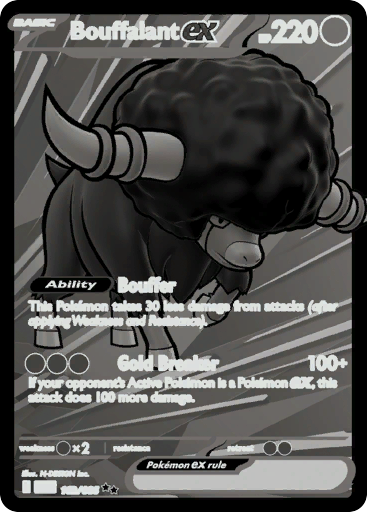 BASIC
Bouffalant ex
HP 220
Ability Bouffer
This Pokémon takes 30 less damage from attacks (after
applying Weakness and Resistance).
Gold Breaker 100+
If your opponent's Active Pokémon is a Pokémon ex, this
attack does 100 more damage.
weakness ×2 resistance retreat
Pokémon ex rule
Illus. N-DESIGN Inc.